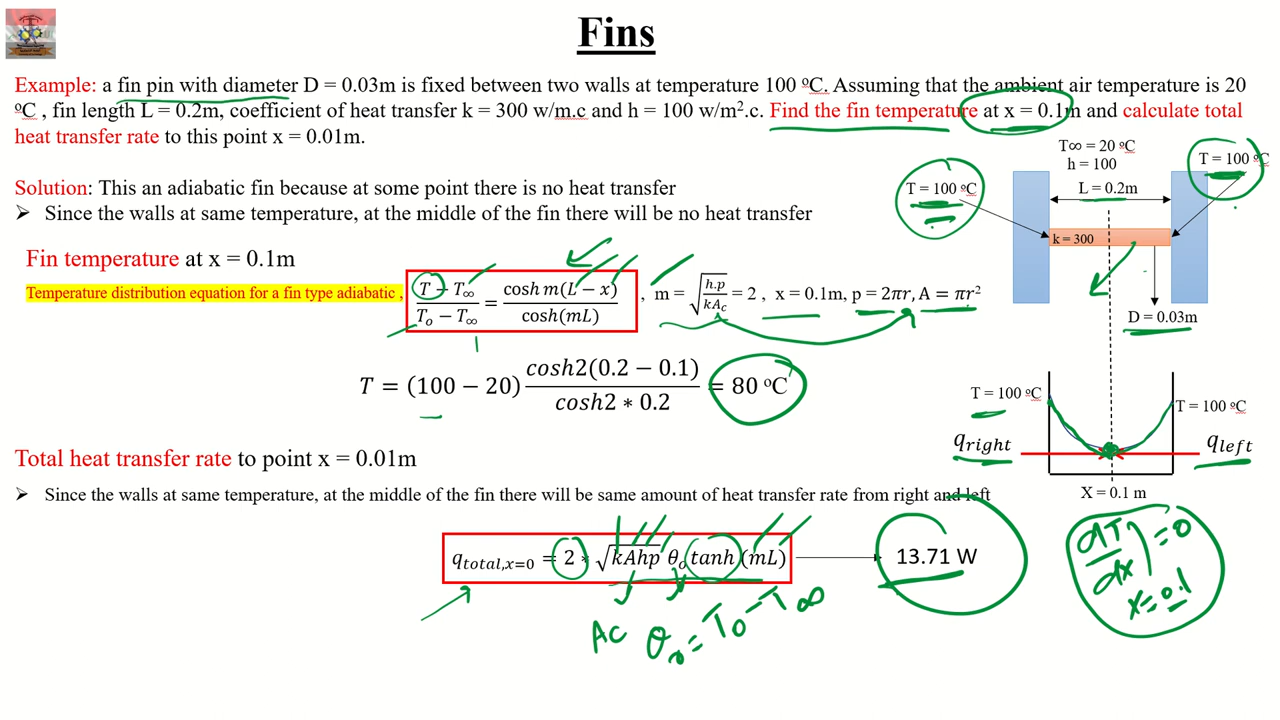 Fins
Example: a fin pin with diameter D = 0.03m is fixed between two walls at temperature 100 ºC. Assuming that the ambient air temperature is 20
ºC , fin length L = 0.2m, coefficient of heat transfer k = 300 w/m.c and h = 100 w/m².c. Find the fin temperature at x = 0.1m and calculate total
heat transfer rate to this point x = 0.01m.
T∞ = 20 ºC
h = 100
T = 100 ºC
T = 100 ºC
L = 0.2m
Solution: This an adiabatic fin because at some point there is no heat transfer
➢ Since the walls at same temperature, at the middle of the fin there will be no heat transfer
k = 300
Fin temperature at x = 0.1m
Temperature distribution equation for a fin type adiabatic , (T − T∞)/(To − T∞) = cosh m(L − x)/cosh(mL) , m = √(h.p/kAc) = 2 , x = 0.1m, p = 2πr, A = πr²
D = 0.03m
T = (100 − 20) cosh2(0.2 − 0.1)/cosh2 * 0.2 = 80 ºC
T = 100 ºC
T = 100 ºC
qright
qleft
Total heat transfer rate to point x = 0.01m
➢ Since the walls at same temperature, at the middle of the fin there will be same amount of heat transfer rate from right and left
X = 0.1 m
qtotal,x=0 = 2 * √kAhp θo tanh (mL)
13.71 W
dT/dx) = 0
x = 0.1
AC
θo = To - T∞